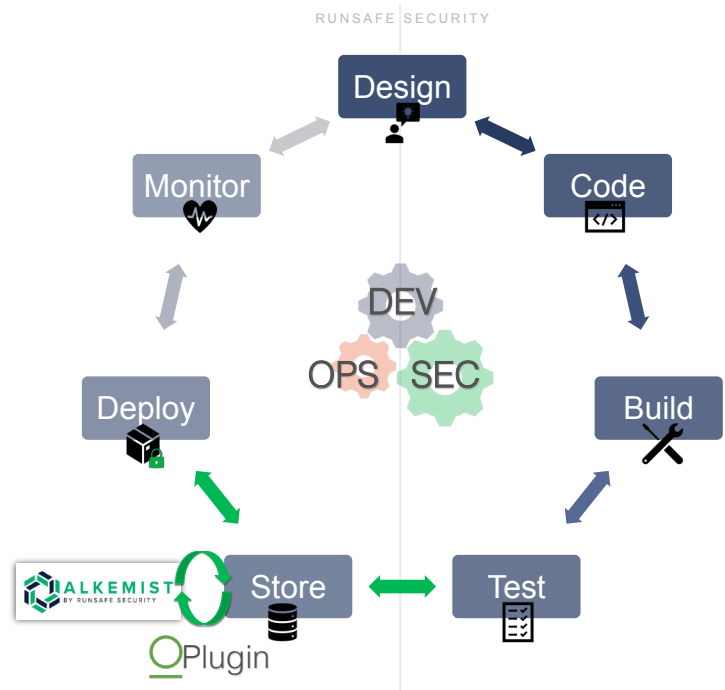 RUNSAFE SECURITY
Design
Monitor
Code
</>
DEV
OPS
SEC
Deploy
Build
ALKEMIST
BY RUNSAFE SECURITY
Store
Test
Plugin